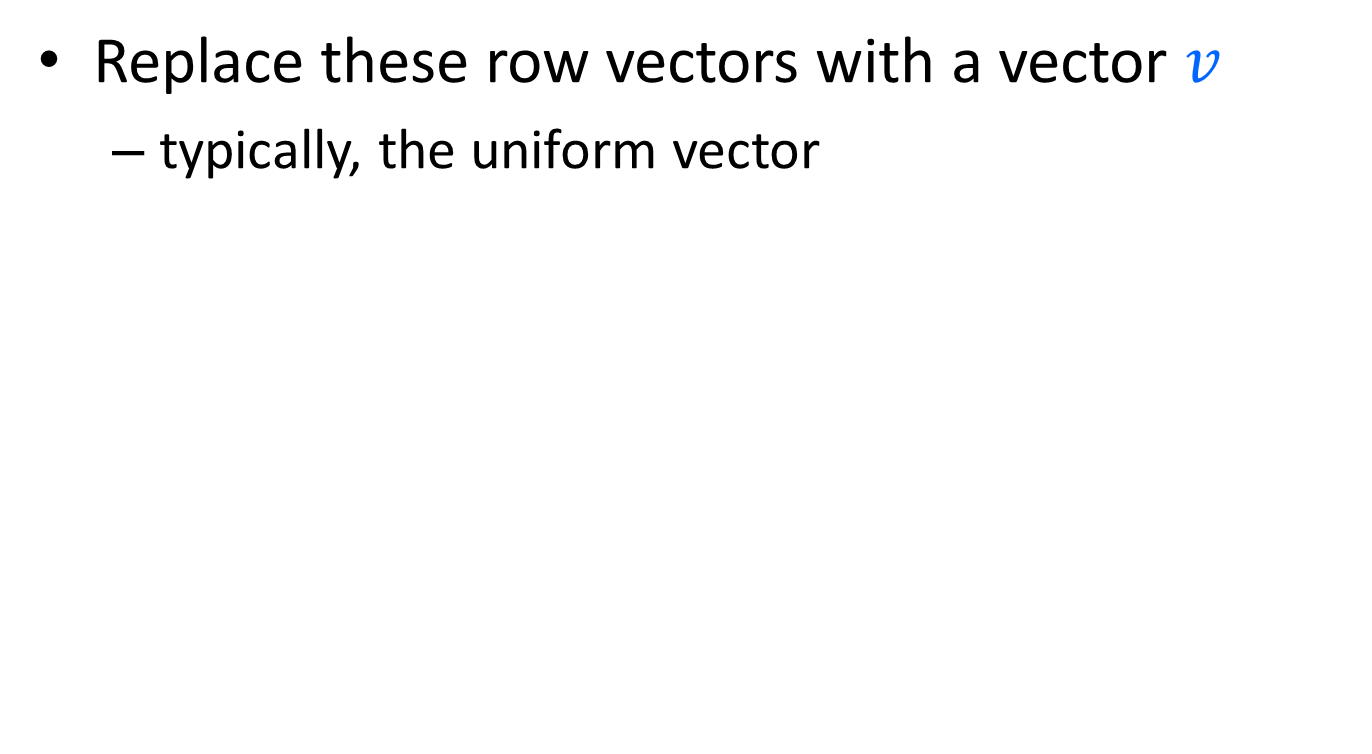 • Replace these row vectors with a vector 𝑣
– typically, the uniform vector